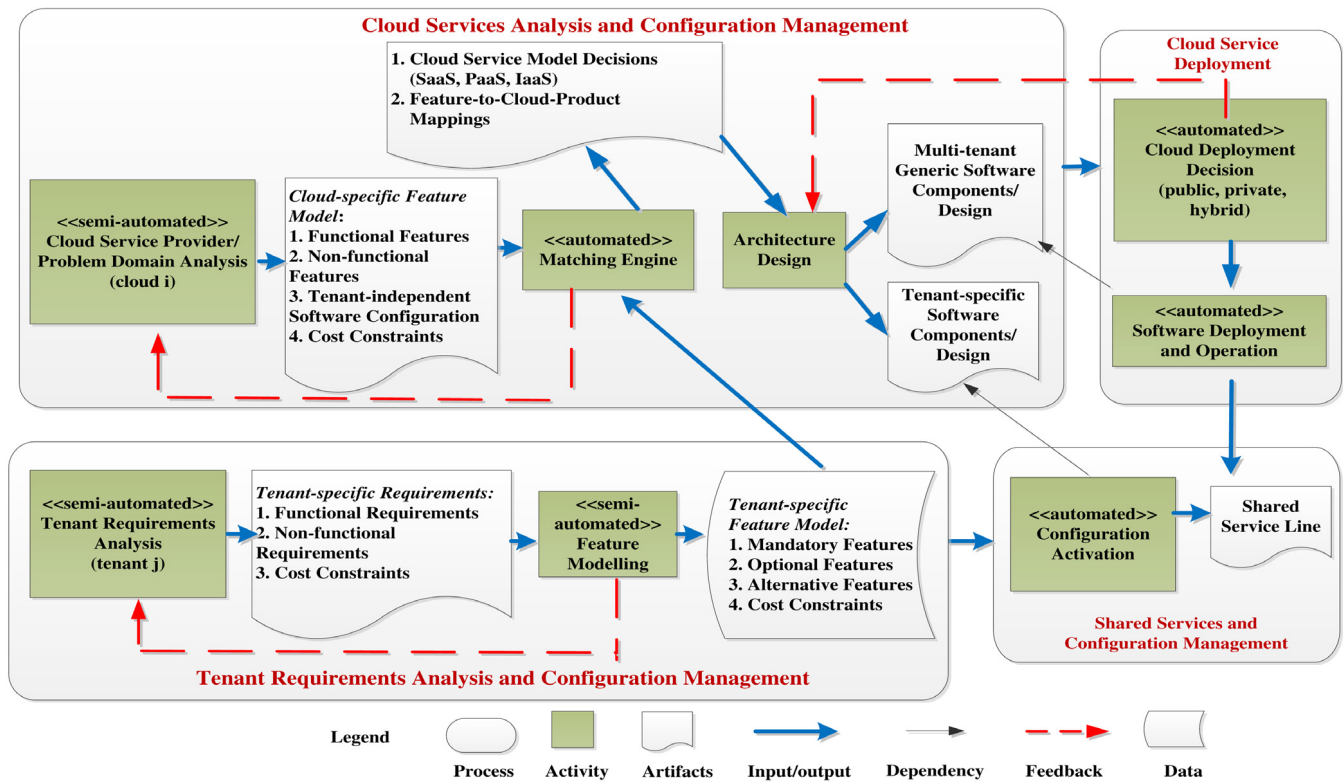 Cloud Services Analysis and Configuration Management
1. Cloud Service Model Decisions
(SaaS, PaaS, IaaS)
2. Feature-to-Cloud-Product
Mappings
<<semi-automated>>
Cloud Service Provider/
Problem Domain Analysis
(cloud i)
Cloud-specific Feature
Model:
1. Functional Features
2. Non-functional
Features
3. Tenant-independent
Software Configuration
4. Cost Constraints
<<automated>>
Matching Engine
Architecture
Design
Multi-tenant
Generic Software
Components/
Design
Tenant-specific
Software
Components/
Design
Cloud Service
Deployment
<<automated>>
Cloud Deployment
Decision
(public, private,
hybrid)
<<automated>>
Software Deployment
and Operation
<<semi-automated>>
Tenant Requirements
Analysis
(tenant j)
Tenant-specific Requirements:
1. Functional Requirements
2. Non-functional
Requirements
3. Cost Constraints
<<semi-
automated>>
Feature
Modelling
Tenant-specific
Feature Model:
1. Mandatory Features
2. Optional Features
3. Alternative Features
4. Cost Constraints
Tenant Requirements Analysis and Configuration Management
<<automated>>
Configuration
Activation
Shared
Service Line
Shared Services and
Configuration Management
Legend
Process
Activity
Artifacts
Input/output
Dependency
Feedback
Data